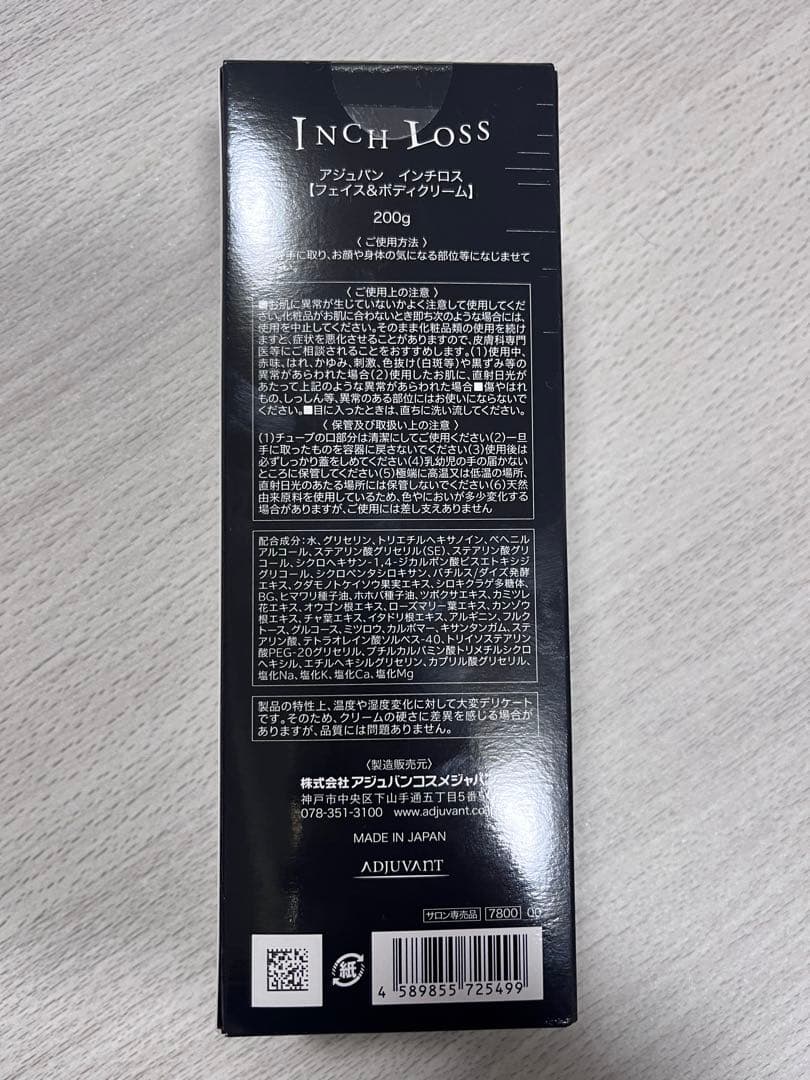 INCH LOSS
アジュバン インチロス
【フェイス&ボディクリーム】
200g
〈 ご使用方法 〉
手に取り、お顔や身体の気になる部位等になじませて
〈 ご使用上の注意 〉
■お肌に異常が生じていないかよく注意して使用してくだ
さい。化粧品がお肌に合わないとき即ち次のような場合には、
使用を中止してください。そのまま化粧品類の使用を続け
ますと、症状を悪化させることがありますので、皮膚科専門
医等にご相談されることをおすすめします。(1)使用中、
赤味、はれ、かゆみ、刺激、色抜け(白斑等)や黒ずみ等の
異常があらわれた場合(2)使用したお肌に、直射日光が
あたって上記のような異常があらわれた場合■傷やはれ
もの、しっしん等、異常のある部位にはお使いにならないで
ください。■目に入ったときは、直ちに洗い流してください。
〈 保管及び取扱い上の注意 〉
(1)チューブの口部分は清潔にしてご使用ください(2)一旦
手に取ったものを容器に戻さないでください(3)使用後は
必ずしっかり蓋をしめてください(4)乳幼児の手の届かない
ところに保管してください(5)極端に高温又は低温の場所、
直射日光のあたる場所には保管しないでください(6)天然
由来原料を使用しているため、色やにおいが多少変化する
場合がありますが、ご使用には差し支えありません
配合成分:水、グリセリン、トリエチルヘキサノイン、ベヘニル
アルコール、ステアリン酸グリセリル(SE)、ステアリン酸グリ
コール、シクロヘキサン-1,4-ジカルボン酸ビスエトキシジ
グリコール、シクロペンタシロキサン、バチルス/ダイズ発酵
エキス、クダモノトケイソウ果実エキス、シロキクラゲ多糖体、
BG、ヒマワリ種子油、ホホバ種子油、ツボクサエキス、カミツレ
花エキス、オウゴン根エキス、ローズマリー葉エキス、カンゾウ
根エキス、チャ葉エキス、イタドリ根エキス、アルギニン、フルク
トース、グルコース、ミツロウ、カルボマー、キサンタンガム、ステ
アリン酸、テトラオレイン酸ソルベス-40、トリイソステアリン
酸PEG-20グリセリル、ブチルカルバミン酸トリメチルシクロ
ヘキシル、エチルヘキシルグリセリン、カプリル酸グリセリル、
塩化Na、塩化K、塩化Ca、塩化Mg
製品の特性上、温度や湿度変化に対して大変デリケート
です。そのため、クリームの硬さに差異を感じる場合が
ありますが、品質には問題ありません。
〈製造販売元〉
株式会社アジュバンコスメジャパン
神戸市中央区下山手通五丁目5番
078-351-3100 www.adjuvant.co
MADE IN JAPAN
ADJUVANT
サロン専売品 7800 00
紙
4 589855 725499